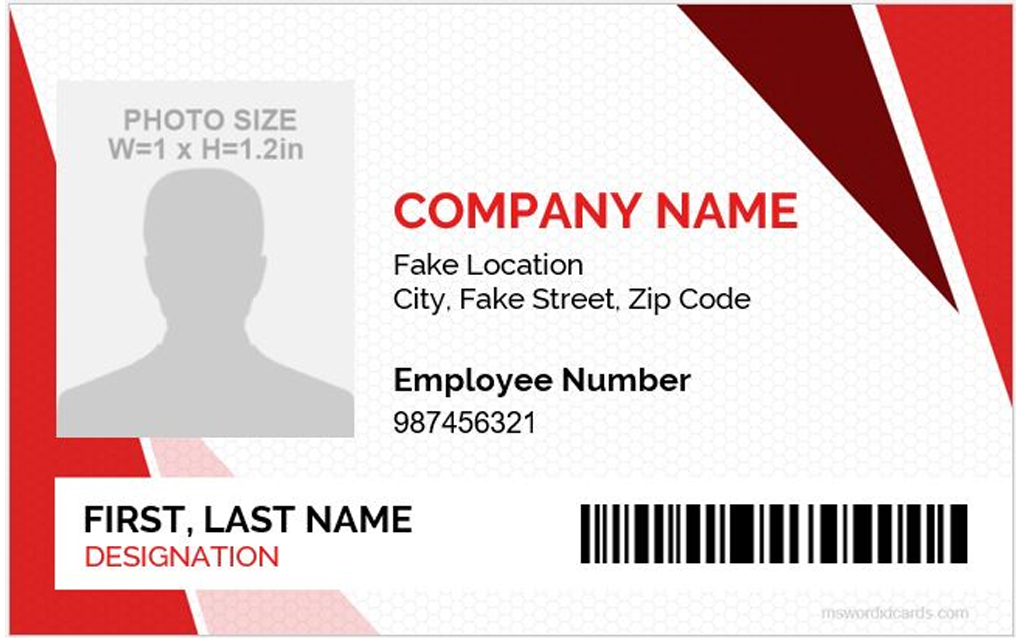 PHOTO SIZE
W=1 x H=1.2in
COMPANY NAME
Fake Location
City, Fake Street, Zip Code
Employee Number
987456321
FIRST, LAST NAME
DESIGNATION
mswordidcards.com